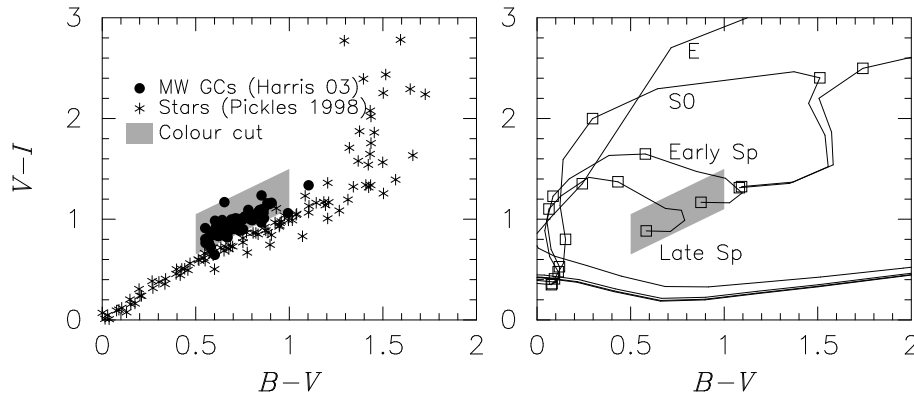 3
2
1
0
V−I
MW GCs (Harris 03)
Stars (Pickles 1998)
Colour cut
0 0.5 1 1.5 2
B−V
E
S0
Early Sp
Late Sp
3
2
1
0
0 0.5 1 1.5 2
B−V